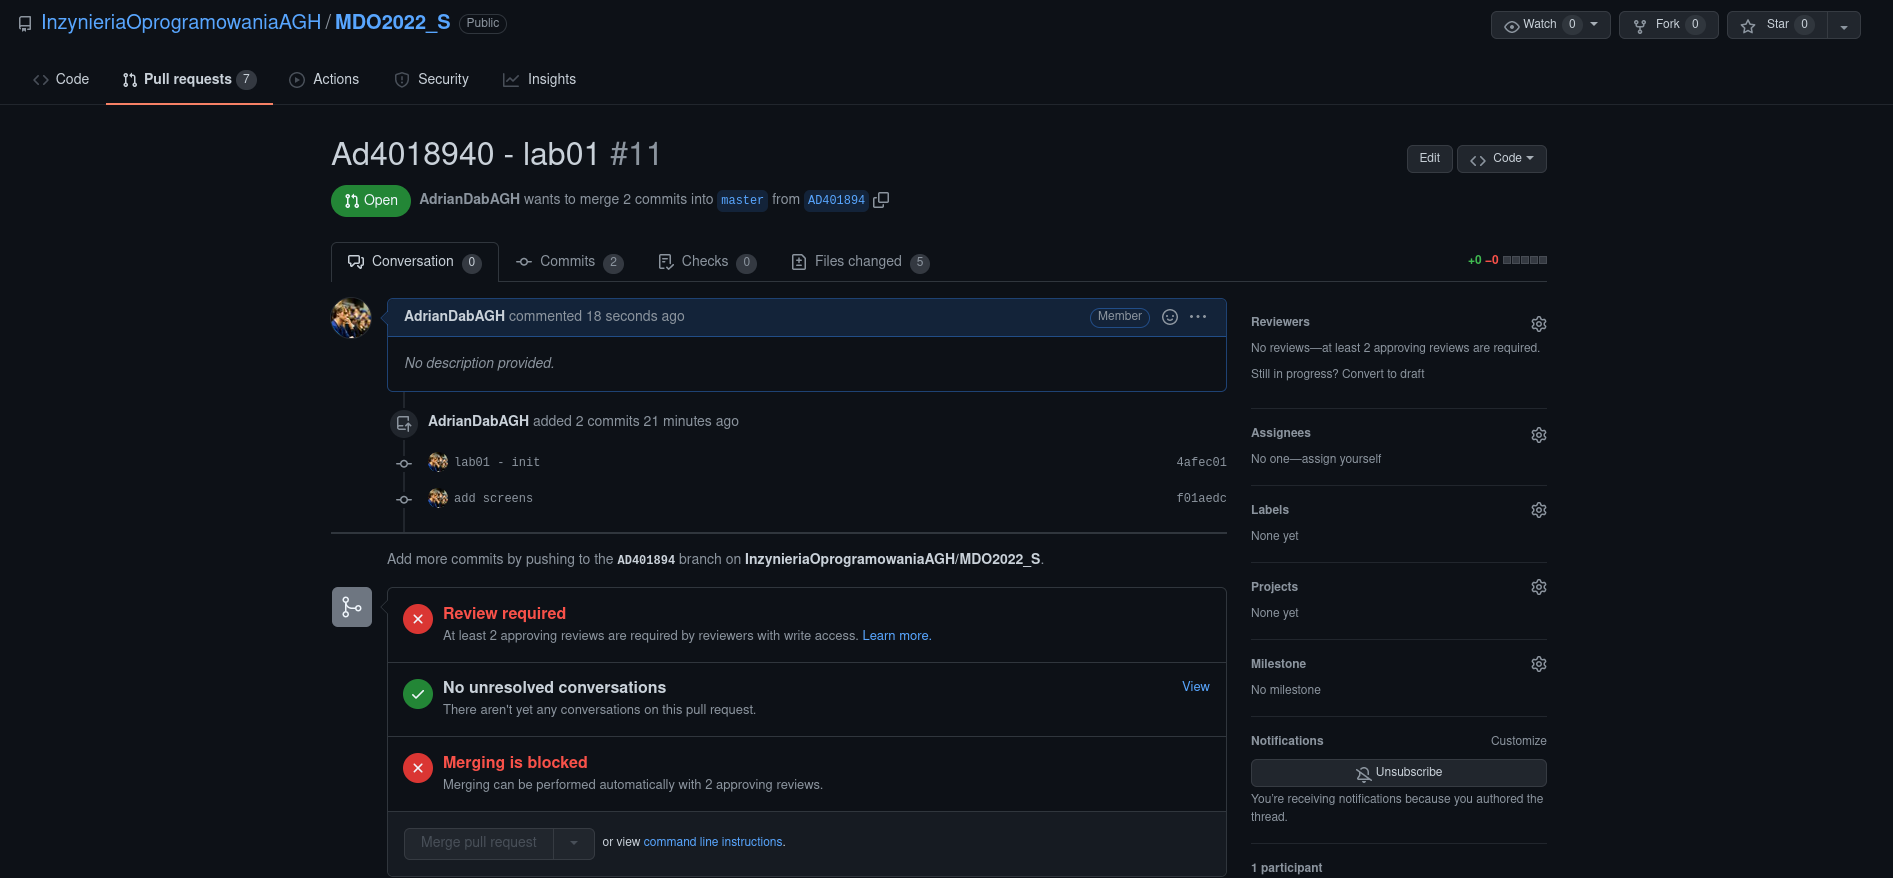 InzynieriaOprogramowaniaAGH / MDO2022_S Public
Watch 0 Fork 0 Star 0
Code Pull requests 7 Actions Security Insights
Ad4018940 - lab01 #11
Edit Code
Open AdrianDabAGH wants to merge 2 commits into master from AD401894
Conversation 0 Commits 2 Checks 0 Files changed 5
+0 −0
AdrianDabAGH commented 18 seconds ago Member
No description provided.
AdrianDabAGH added 2 commits 21 minutes ago
lab01 - init 4afec01
add screens f01aedc
Add more commits by pushing to the AD401894 branch on InzynieriaOprogramowaniaAGH/MDO2022_S.
Review required
At least 2 approving reviews are required by reviewers with write access. Learn more.
No unresolved conversations
View
There aren't yet any conversations on this pull request.
Merging is blocked
Merging can be performed automatically with 2 approving reviews.
Merge pull request or view command line instructions.
Reviewers
No reviews—at least 2 approving reviews are required.
Still in progress? Convert to draft
Assignees
No one—assign yourself
Labels
None yet
Projects
None yet
Milestone
No milestone
Notifications Customize
Unsubscribe
You're receiving notifications because you authored the
thread.
1 participant